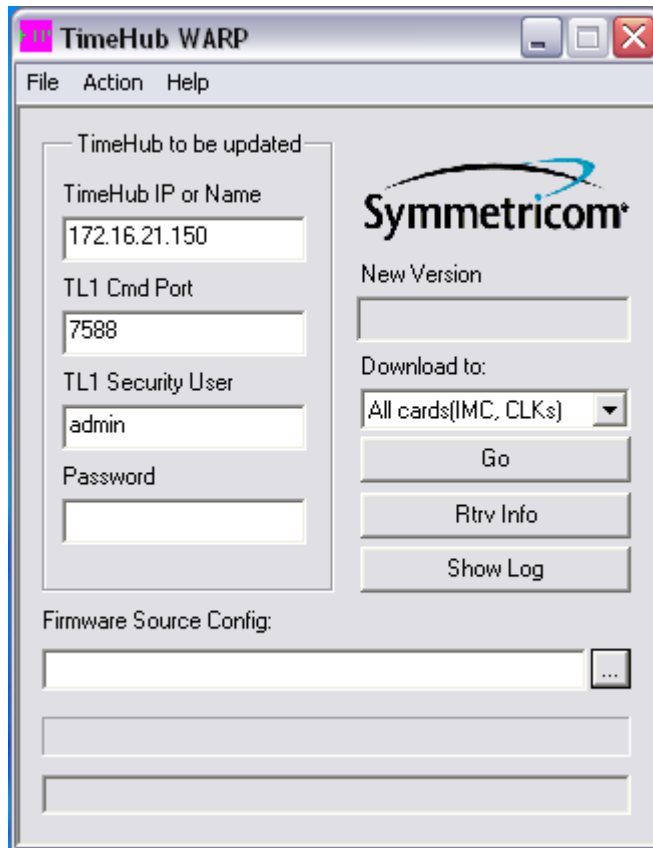 TimeHub WARP
File Action Help
TimeHub to be updated
TimeHub IP or Name
172.16.21.150
TL1 Cmd Port
7588
TL1 Security User
admin
Password
Symmetricom
New Version
Download to:
All cards(IMC, CLKs)
Go
Rtrv Info
Show Log
Firmware Source Config:
...